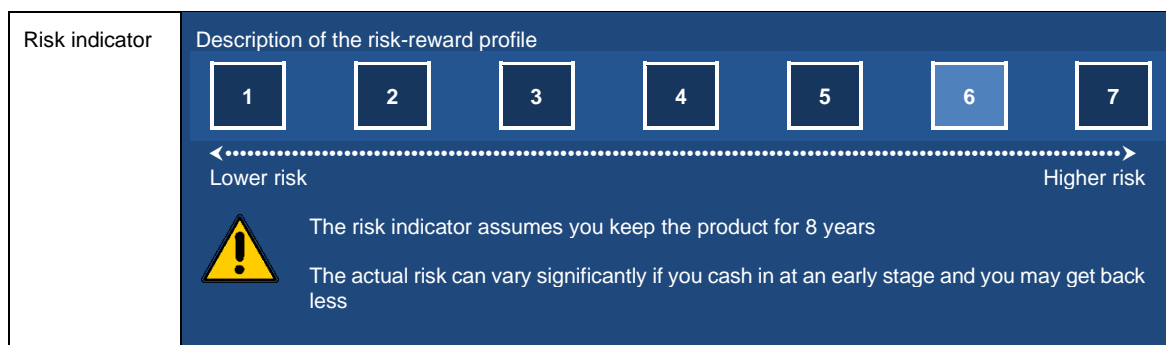 Risk indicator
Description of the risk-reward profile
1 2 3 4 5 6 7
Lower risk Higher risk
!
The risk indicator assumes you keep the product for 8 years
The actual risk can vary significantly if you cash in at an early stage and you may get back
less